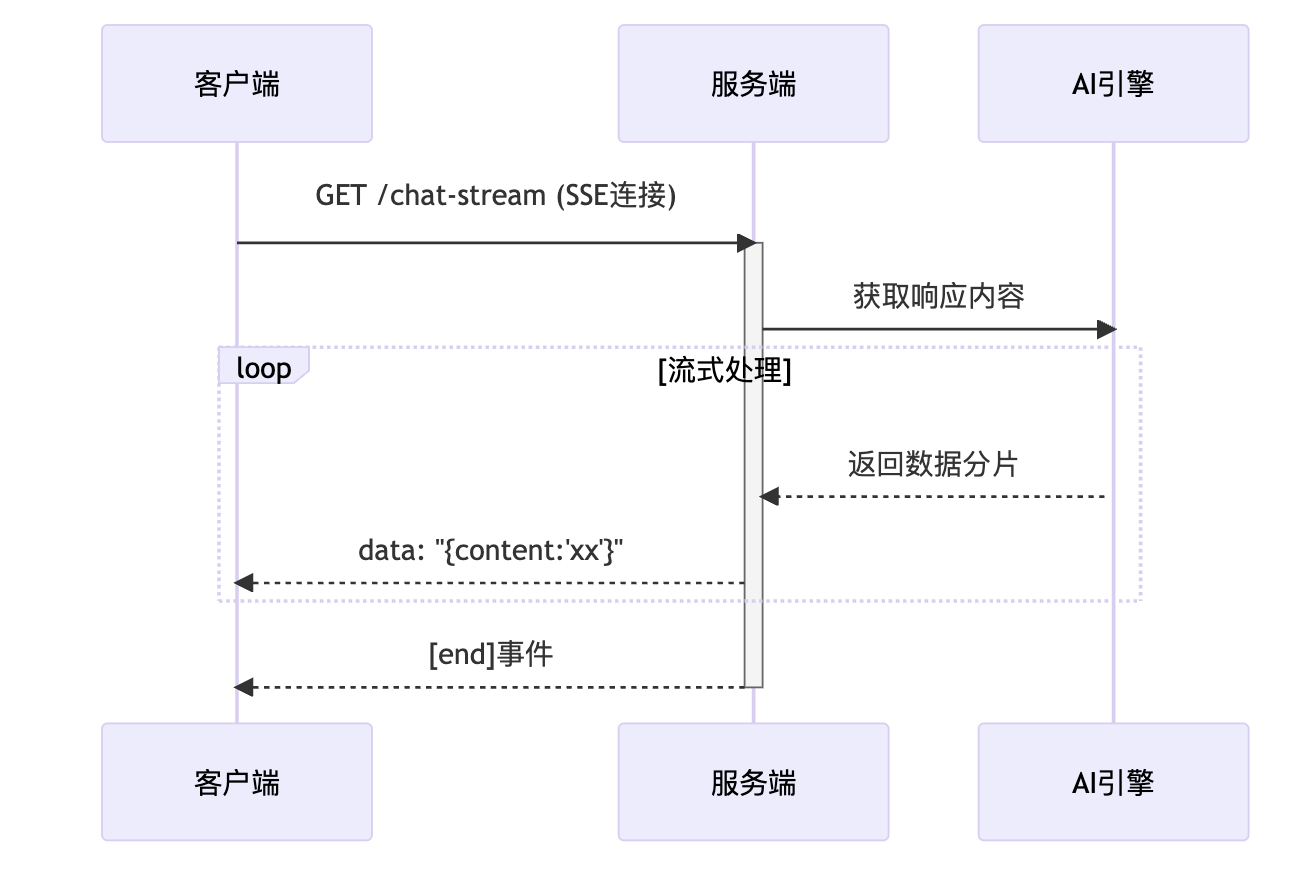 客户端
服务端
AI引擎
GET /chat-stream (SSE连接)
获取响应内容
loop
[流式处理]
返回数据分片
data: "{content:'xx'}"
[end]事件
客户端
服务端
AI引擎